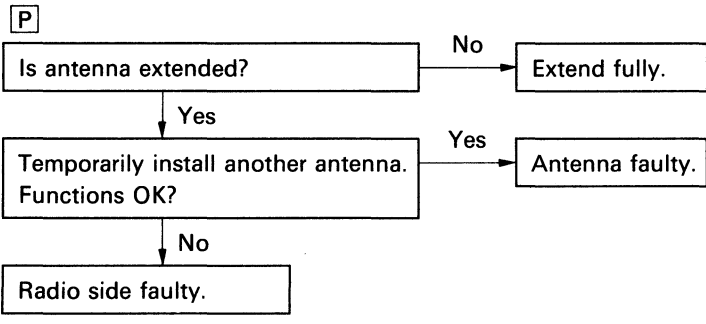 P
Is antenna extended?
No
Extend fully.
Yes
Temporarily install another antenna.
Functions OK?
Yes
Antenna faulty.
No
Radio side faulty.